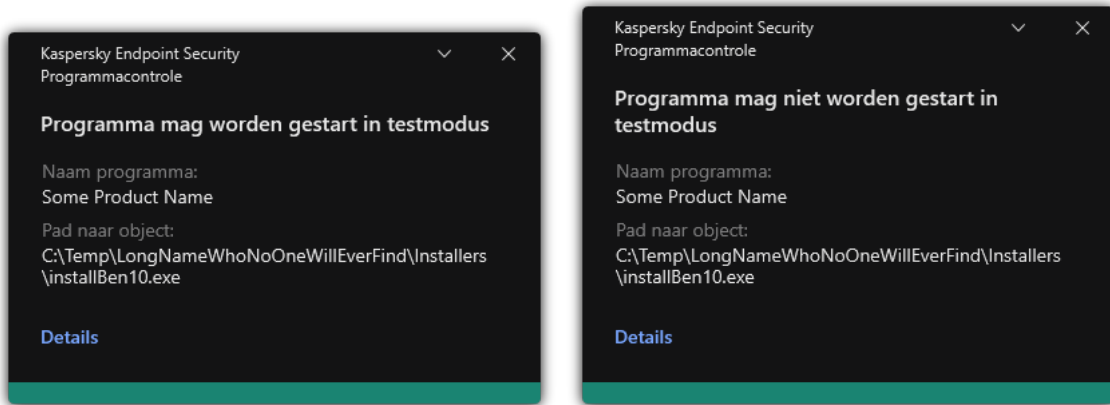 Kaspersky Endpoint Security
Programmacontrole
Programma mag worden gestart in testmodus
Naam programma:
Some Product Name
Pad naar object:
C:\Temp\LongNameWhoNoOneWillEverFind\Installers
\installBen10.exe
Details
Kaspersky Endpoint Security
Programmacontrole
Programma mag niet worden gestart in
testmodus
Naam programma:
Some Product Name
Pad naar object:
C:\Temp\LongNameWhoNoOneWillEverFind\Installers
\installBen10.exe
Details